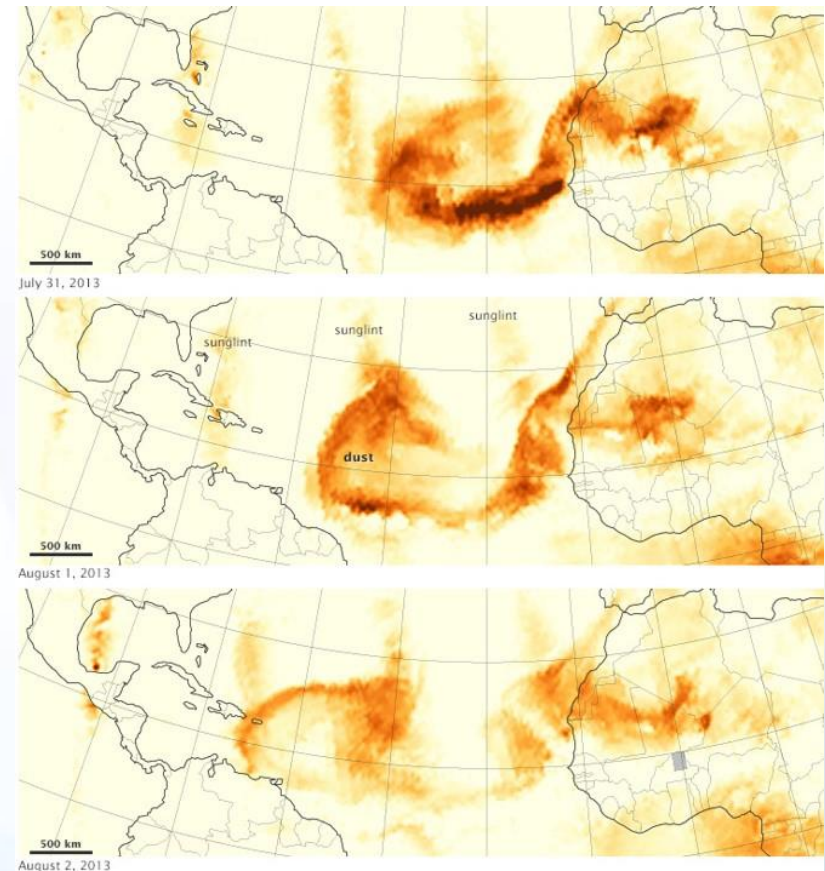 500 km
July 31, 2013
sunglint
sunglint
sunglint
dust
500 km
August 1, 2013
500 km
August 2, 2013